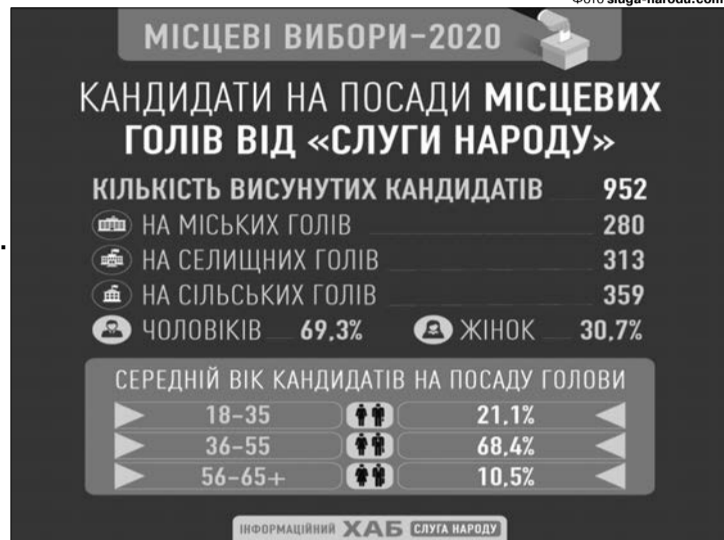 Фото sluga-narodu.com
МІСЦЕВІ ВИБОРИ–2020
КАНДИДАТИ НА ПОСАДИ МІСЦЕВИХ
ГОЛІВ ВІД «СЛУГИ НАРОДУ»
КІЛЬКІСТЬ ВИСУНУТИХ КАНДИДАТІВ 952
НА МІСЬКИХ ГОЛІВ 280
НА СЕЛИЩНИХ ГОЛІВ 313
НА СІЛЬСЬКИХ ГОЛІВ 359
ЧОЛОВІКІВ 69,3% ЖІНОК 30,7%
СЕРЕДНІЙ ВІК КАНДИДАТІВ НА ПОСАДУ ГОЛОВИ
18–35 21,1%
36–55 68,4%
56–65+ 10,5%
ІНФОРМАЦІЙНИЙ ХАБ СЛУГА НАРОДУ